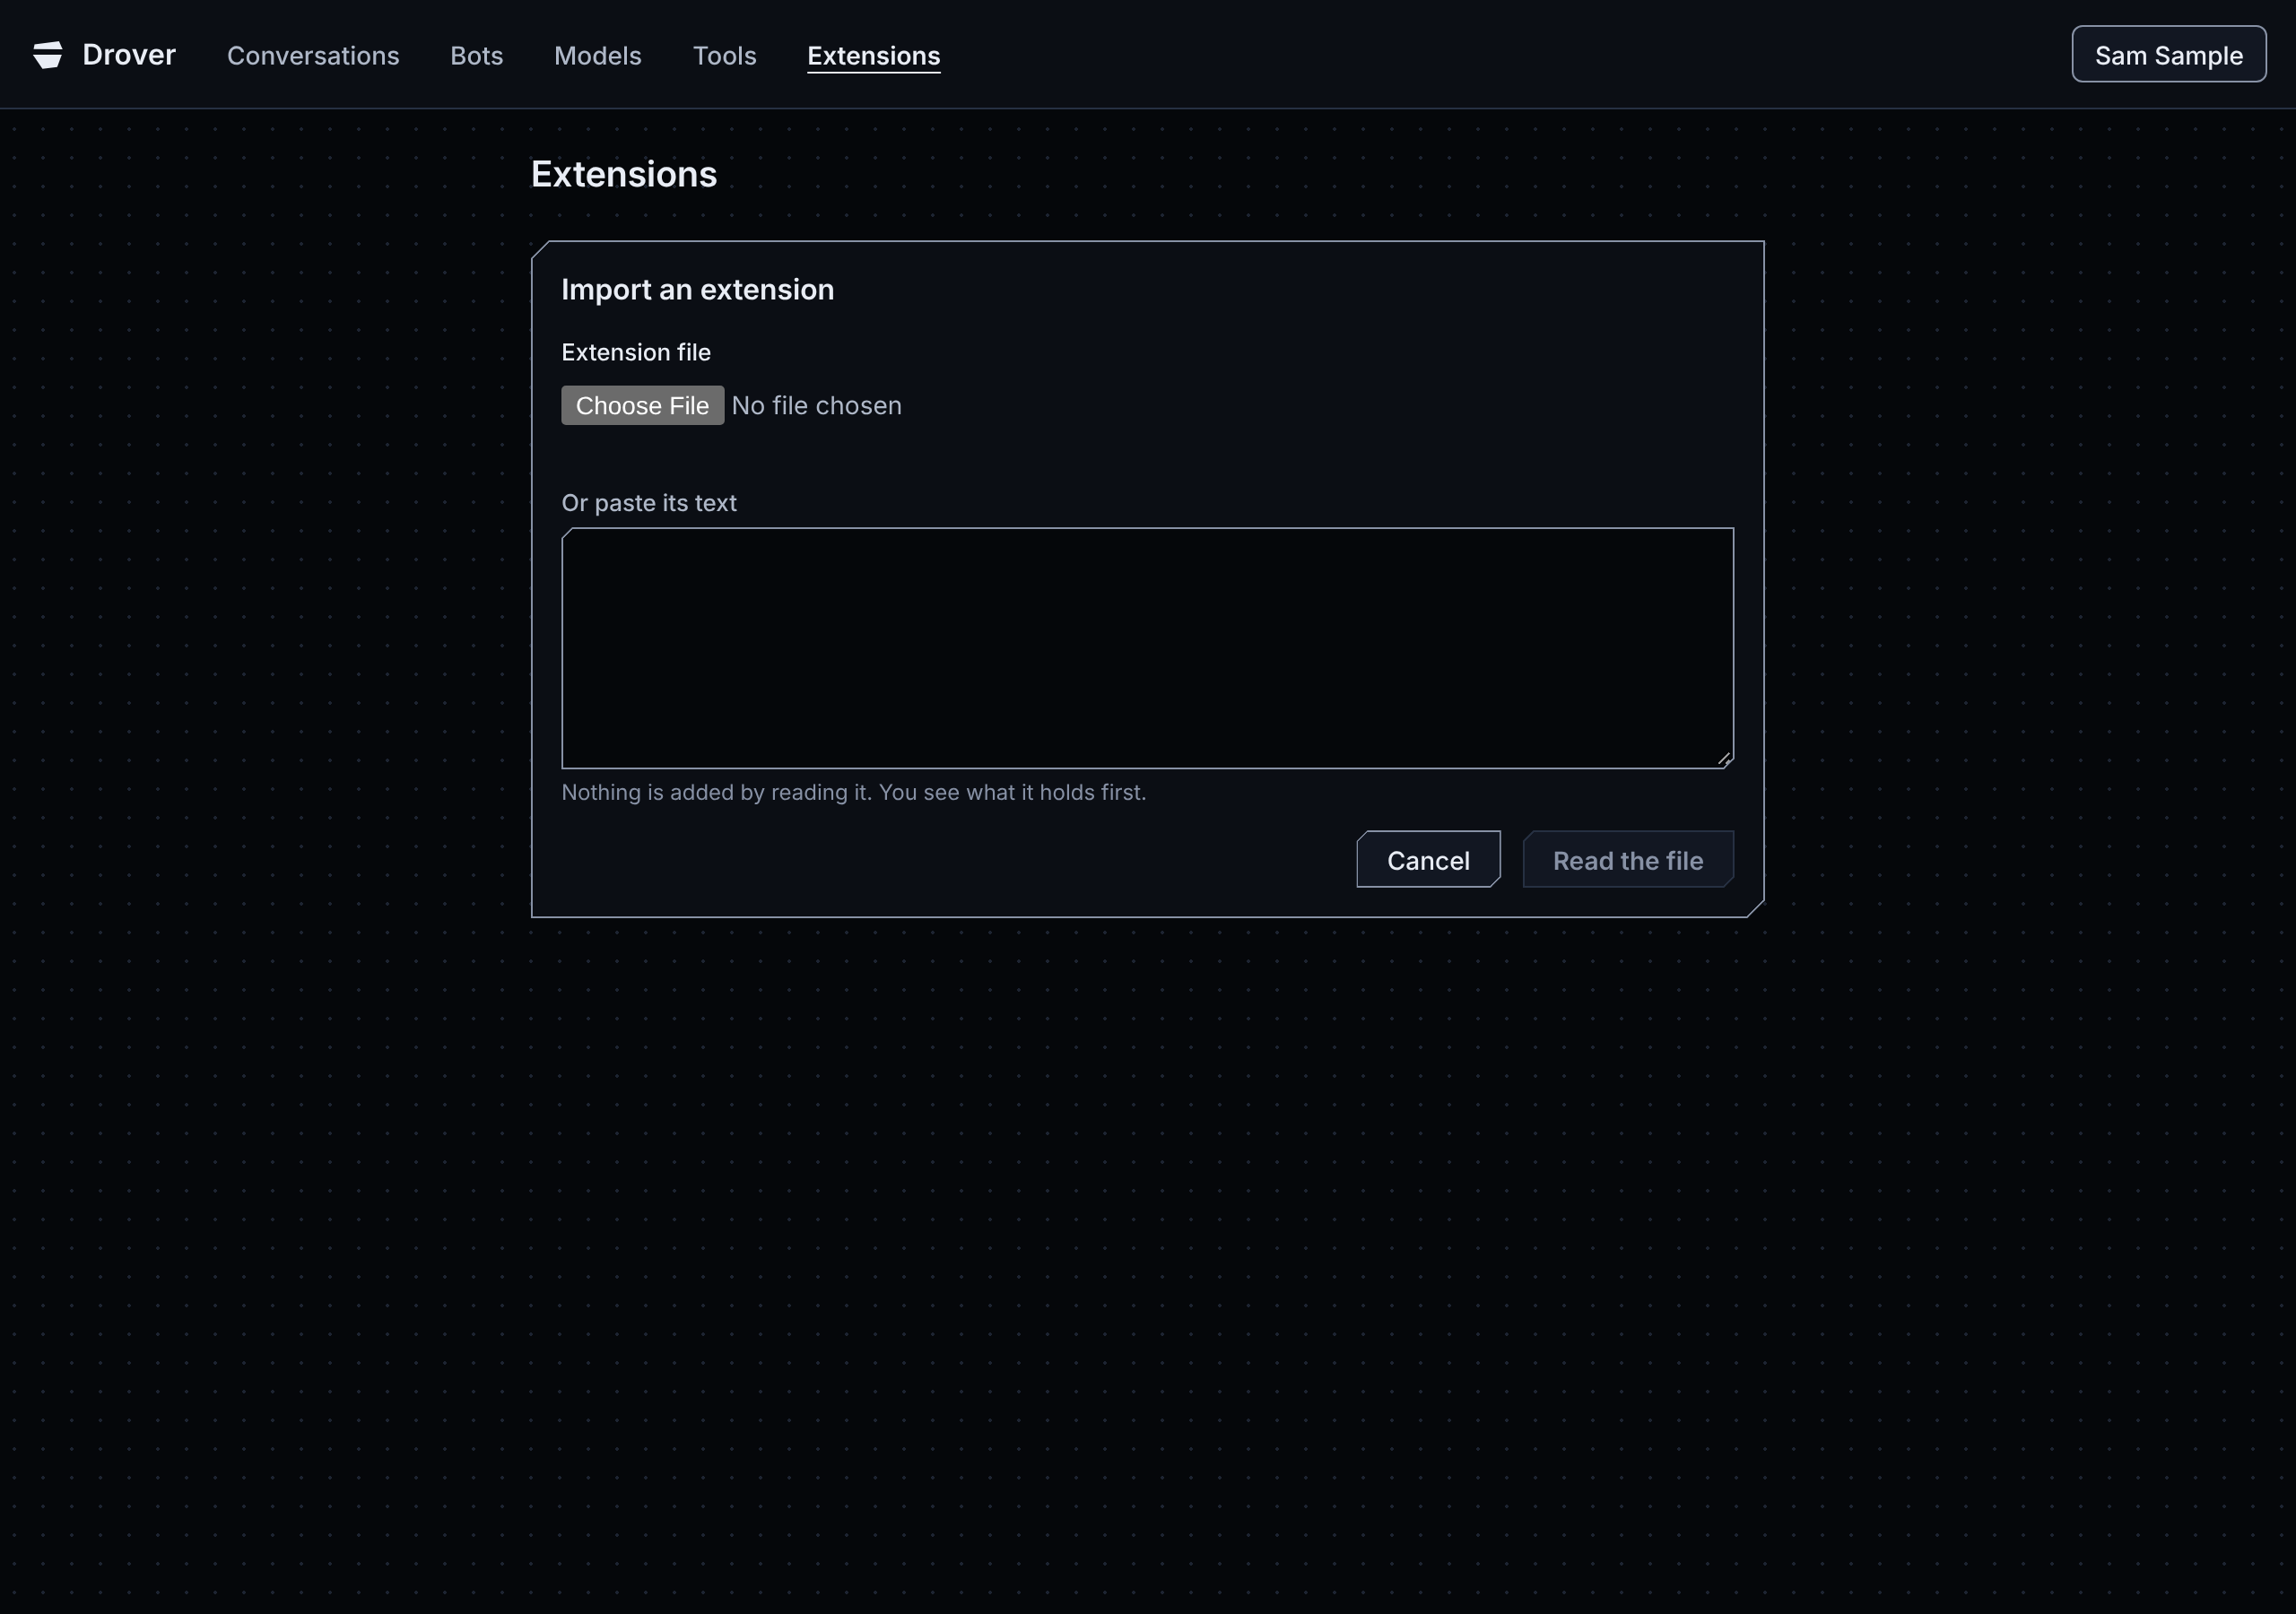 Drover
Conversations
Bots
Models
Tools
Extensions
Sam Sample
Extensions
Import an extension
Extension file
Choose File No file chosen
Or paste its text
Nothing is added by reading it. You see what it holds first.
Cancel
Read the file